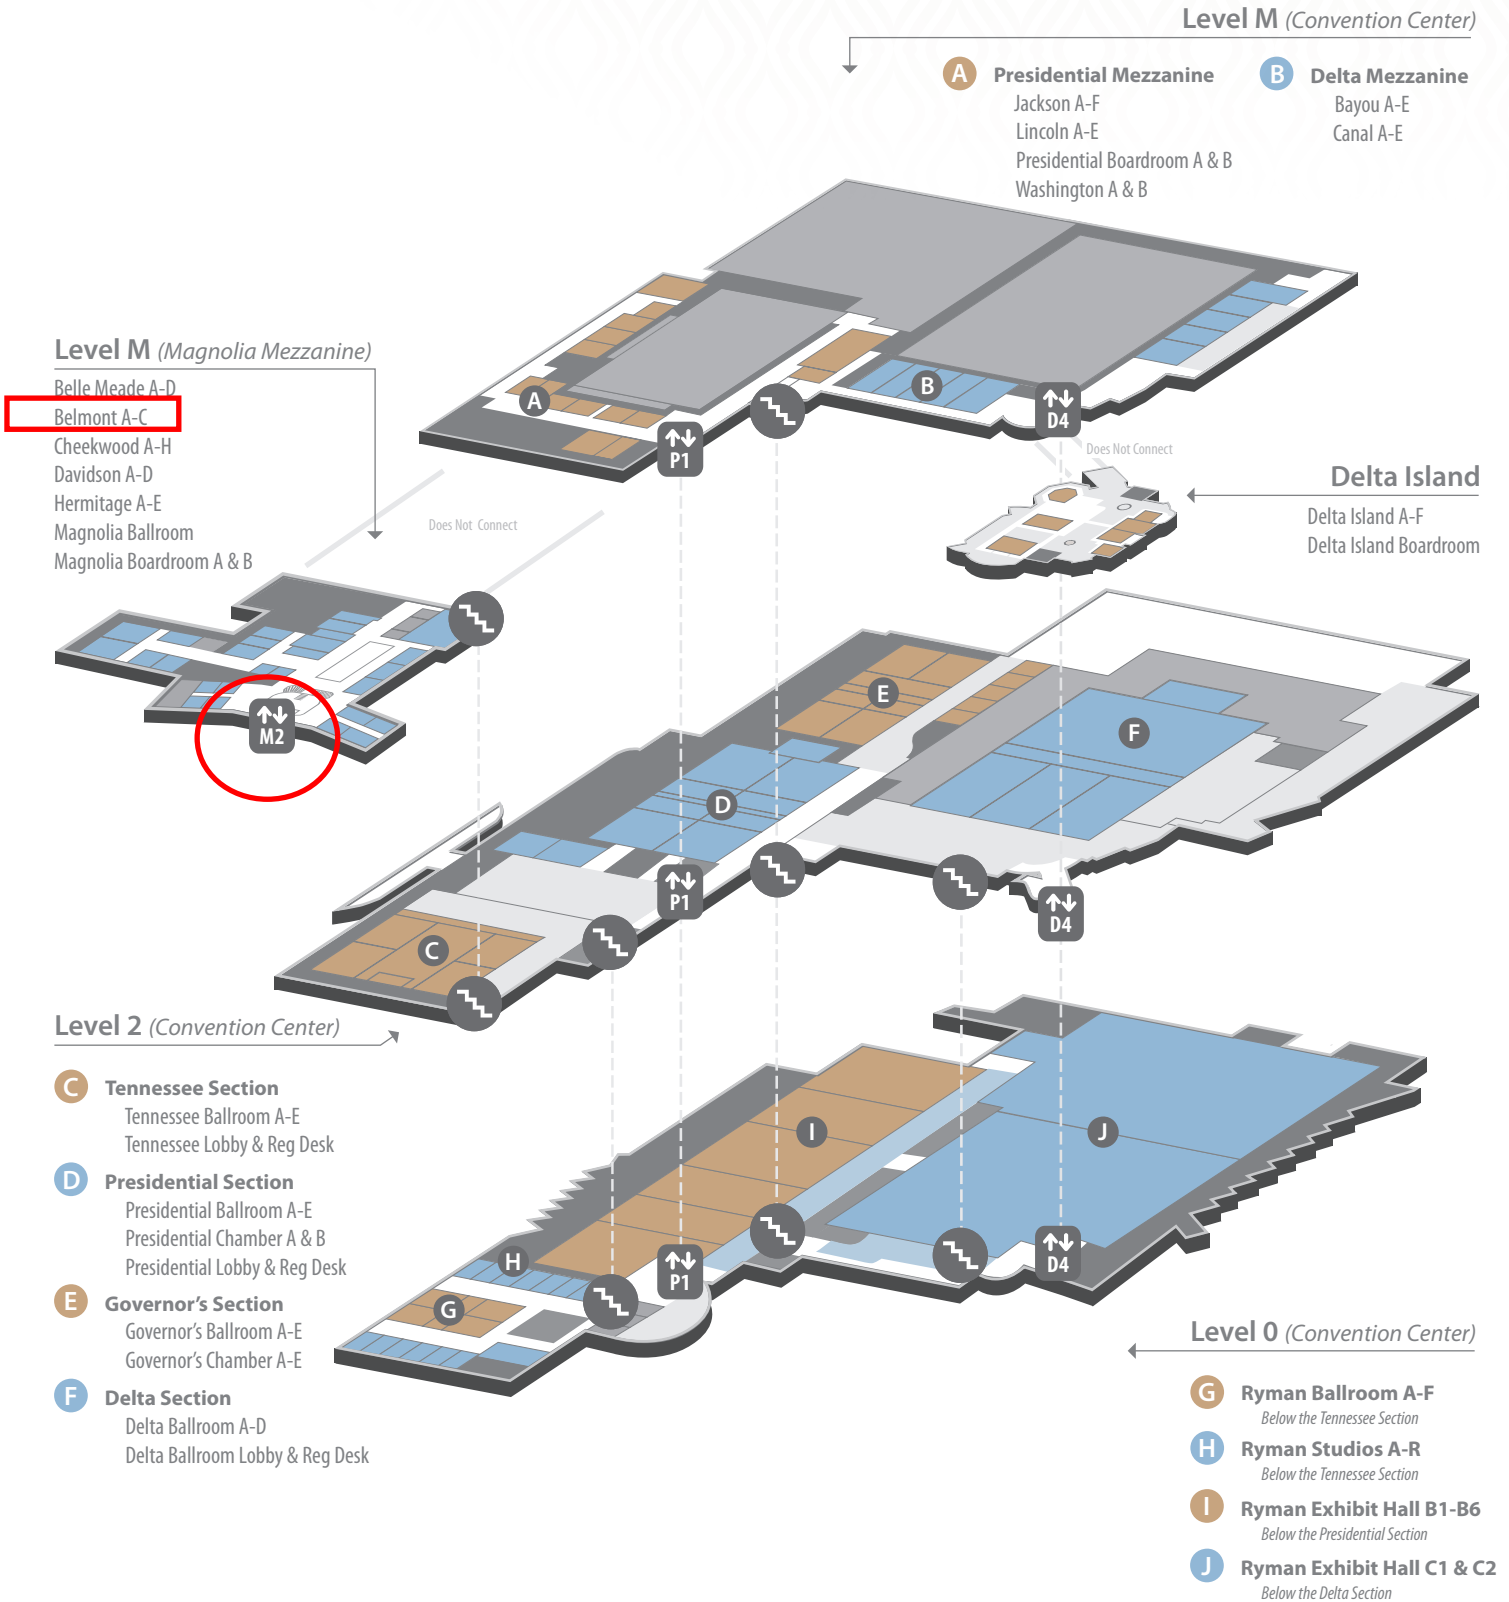 Level M (Convention Center)
A Presidential Mezzanine
Jackson A-F
Lincoln A-E
Presidential Boardroom A & B
Washington A & B
B Delta Mezzanine
Bayou A-E
Canal A-E
Level M (Magnolia Mezzanine)
Belle Meade A-D
Belmont A-C
Cheekwood A-H
Davidson A-D
Hermitage A-E
Magnolia Ballroom
Magnolia Boardroom A & B
A
B
P1
D4
Does Not Connect
Does Not Connect
Delta Island
Delta Island A-F
Delta Island Boardroom
M2
E
F
D
P1
D4
C
Level 2 (Convention Center)
C Tennessee Section
Tennessee Ballroom A-E
Tennessee Lobby & Reg Desk
D Presidential Section
Presidential Ballroom A-E
Presidential Chamber A & B
Presidential Lobby & Reg Desk
E Governor's Section
Governor's Ballroom A-E
Governor's Chamber A-E
F Delta Section
Delta Ballroom A-D
Delta Ballroom Lobby & Reg Desk
I
J
H
P1
D4
G
Level 0 (Convention Center)
G Ryman Ballroom A-F
Below the Tennessee Section
H Ryman Studios A-R
Below the Tennessee Section
I Ryman Exhibit Hall B1-B6
Below the Presidential Section
J Ryman Exhibit Hall C1 & C2
Below the Delta Section